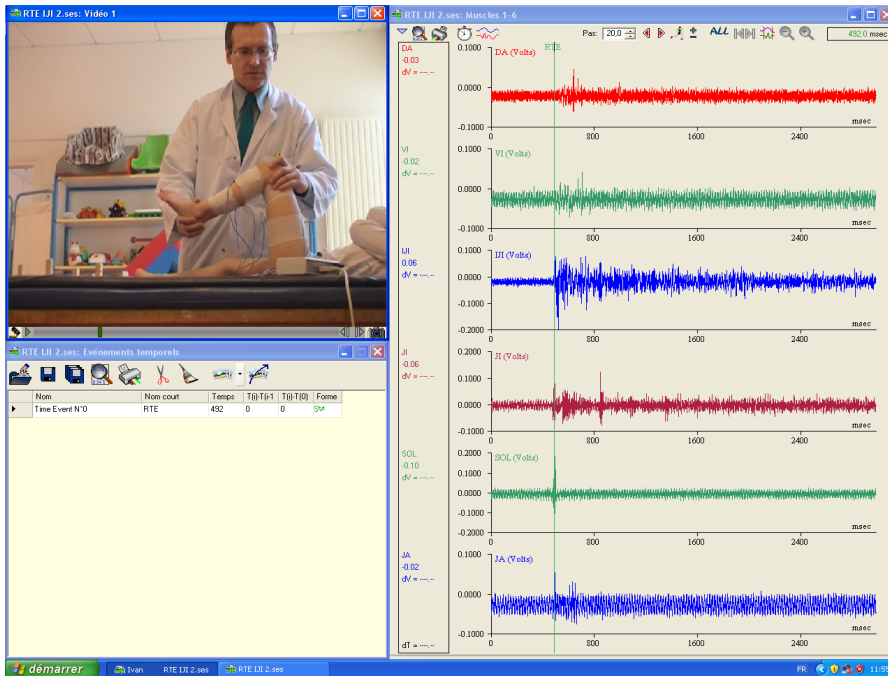 RTE IJI 2.ses: Vidéo 1
RTE IJI 2.ses: Evénements temporels
Nom Nom court Temps T(i)-T(i-1 T(i)-T(0) Forme
Time Event N°0 RTE 492 0 0
RTE IJI 2.ses: Muscles 1-6
Pas: 20,0 ALL 492.0 msec
DA
-0.03
dV = ----.--
RTE
DA (Volts)
0.1000
0.0000
-0.1000
msec
0 800 1600 2400
VI
-0.02
dV = ----.--
VI (Volts)
0.1000
0.0000
-0.1000
msec
0 800 1600 2400
IJI
0.06
dV = ----.--
IJI (Volts)
0.1000
0.0000
-0.1000
-0.2000
msec
0 800 1600 2400
JI
-0.06
dV = ----.--
JI (Volts)
0.2000
0.1000
0.0000
-0.1000
msec
0 800 1600 2400
SOL
-0.10
dV = ----.--
SOL (Volts)
0.2000
0.1000
0.0000
-0.1000
-0.2000
msec
0 800 1600 2400
JA
-0.02
dV = ----.--
JA (Volts)
0.1000
0.0000
-0.1000
msec
0 800 1600 2400
dT = ----.--
démarrer Ivan RTE IJI 2.ses RTE IJI 2.ses FR 11:55